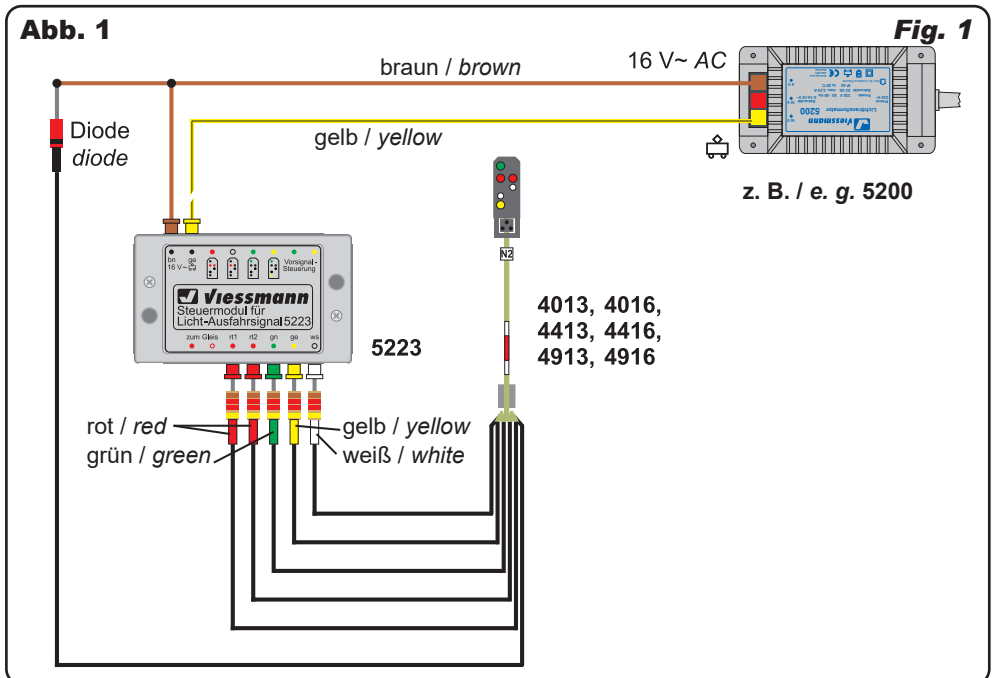 Abb. 1
Fig. 1
braun / brown
16 V~ AC
Diode
diode
gelb / yellow
Viessmann
5200
Lichttransformator
z. B. / e. g. 5200
N2
bn
ge
16 V~
Vorsignal-
Steuerung
Viessmann
Steuermodul für
Licht-Ausfahrsignal 5223
zum Gleis rt1 rt2 gn ge ws
5223
4013, 4016,
4413, 4416,
4913, 4916
rot / red
gelb / yellow
grün / green
weiß / white